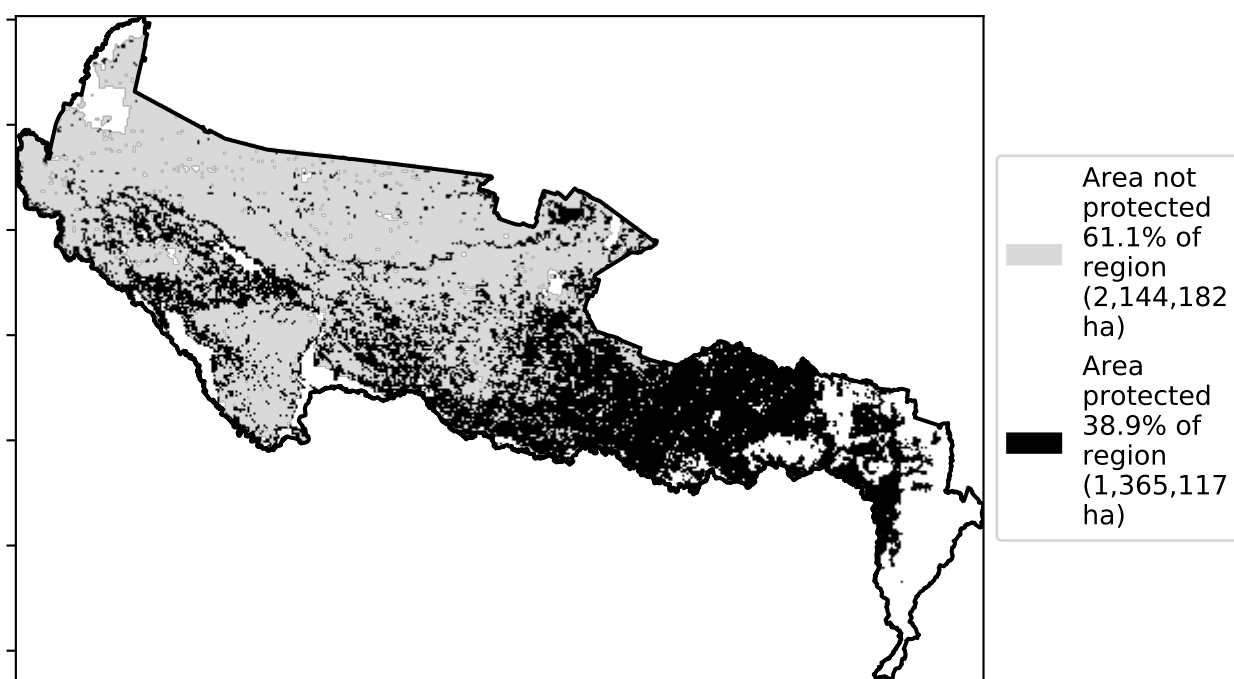 Area not
protected
61.1% of
region
(2,144,182
ha)
Area
protected
38.9% of
region
(1,365,117
ha)